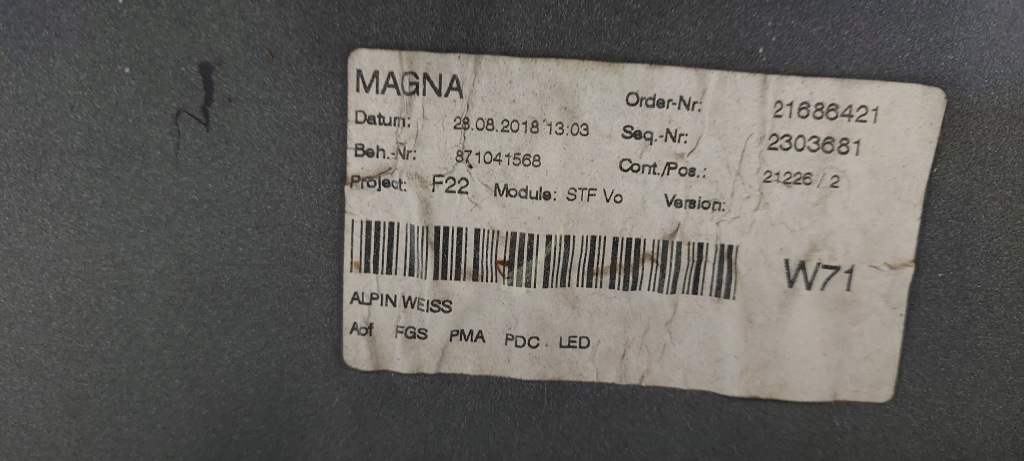 MAGNA
Order-Nr: 21686421
Datum: 28.08.2018 13:03
Seq.-Nr: 2303681
Beh.-Nr: 871041568
Cont./Pos.: 21226 / 2
Project: F22 Module: STF Vo Version:
W71
ALPIN WEISS
Aof FGS PMA PDC LED